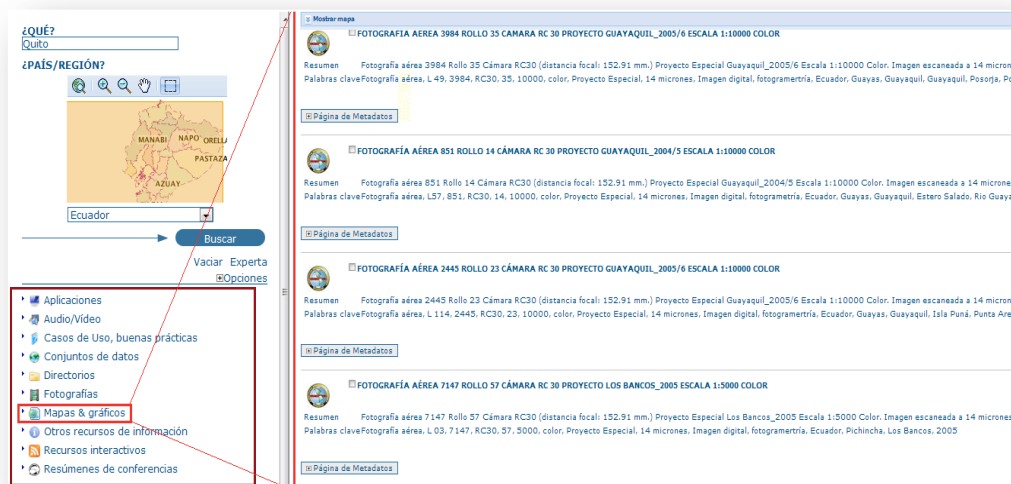 ¿QUÉ?
Quito
¿PAÍS/REGIÓN?
MANABI NAPO ORELL
PASTAZA
AZUAY
Ecuador
Buscar
Vaciar Experta
Opciones
Aplicaciones
Audio/Vídeo
Casos de Uso, buenas prácticas
Conjuntos de datos
Directorios
Fotografías
Mapas & gráficos
Otros recursos de información
Recursos interactivos
Resúmenes de conferencias
Mostrar mapa
FOTOGRAFIA AEREA 3984 ROLLO 35 CAMARA RC 30 PROYECTO GUAYAQUIL_2005/6 ESCALA 1:10000 COLOR
Resumen Fotografía aérea 3984 Rollo 35 Cámara RC30 (distancia focal: 152.91 mm.) Proyecto Especial Guayaquil_2005/6 Escala 1:10000 Color. Imagen escaneada a 14 micron
Palabras clave Fotografía aérea, L 49, 3984, RC30, 35, 10000, color, Proyecto Especial, 14 micrones, Imagen digital, fotogrametría, Ecuador, Guayas, Guayaquil, Guayaquil, Posorja, Po
Página de Metadatos
FOTOGRAFÍA AÉREA 851 ROLLO 14 CÁMARA RC 30 PROYECTO GUAYAQUIL_2004/5 ESCALA 1:10000 COLOR
Resumen Fotografía aérea 851 Rollo 14 Cámara RC30 (distancia focal: 152.91 mm.) Proyecto Especial Guayaquil_2004/5 Escala 1:10000 Color. Imagen escaneada a 14 microne
Palabras clave Fotografía aérea, L57, 851, RC30, 14, 10000, color, Proyecto Especial, 14 micrones, Imagen digital, fotogrametría, Ecuador, Guayas, Guayaquil, Estero Salado, Rio Guaya
Página de Metadatos
FOTOGRAFÍA AÉREA 2445 ROLLO 23 CÁMARA RC 30 PROYECTO GUAYAQUIL_2005/6 ESCALA 1:10000 COLOR
Resumen Fotografía aérea 2445 Rollo 23 Cámara RC30 (distancia focal: 152.91 mm.) Proyecto Especial Guayaquil_2005/6 Escala 1:10000 Color. Imagen escaneada a 14 micron
Palabras clave Fotografía aérea, L 114, 2445, RC30, 23, 10000, color, Proyecto Especial, 14 micrones, Imagen digital, fotogrametría, Ecuador, Guayas, Guayaquil, Isla Puná, Punta Are
Página de Metadatos
FOTOGRAFÍA AÉREA 7147 ROLLO 57 CÁMARA RC 30 PROYECTO LOS BANCOS_2005 ESCALA 1:5000 COLOR
Resumen Fotografía aérea 7147 Rollo 57 Cámara RC30 (distancia focal: 152.91 mm.) Proyecto Especial Los Bancos_2005 Escala 1:5000 Color. Imagen escaneada a 14 micrones
Palabras clave Fotografía aérea, L 03, 7147, RC30, 57, 5000, color, Proyecto Especial, 14 micrones, Imagen digital, fotogrametría, Ecuador, Pichincha, Los Bancos, 2005
Página de Metadatos